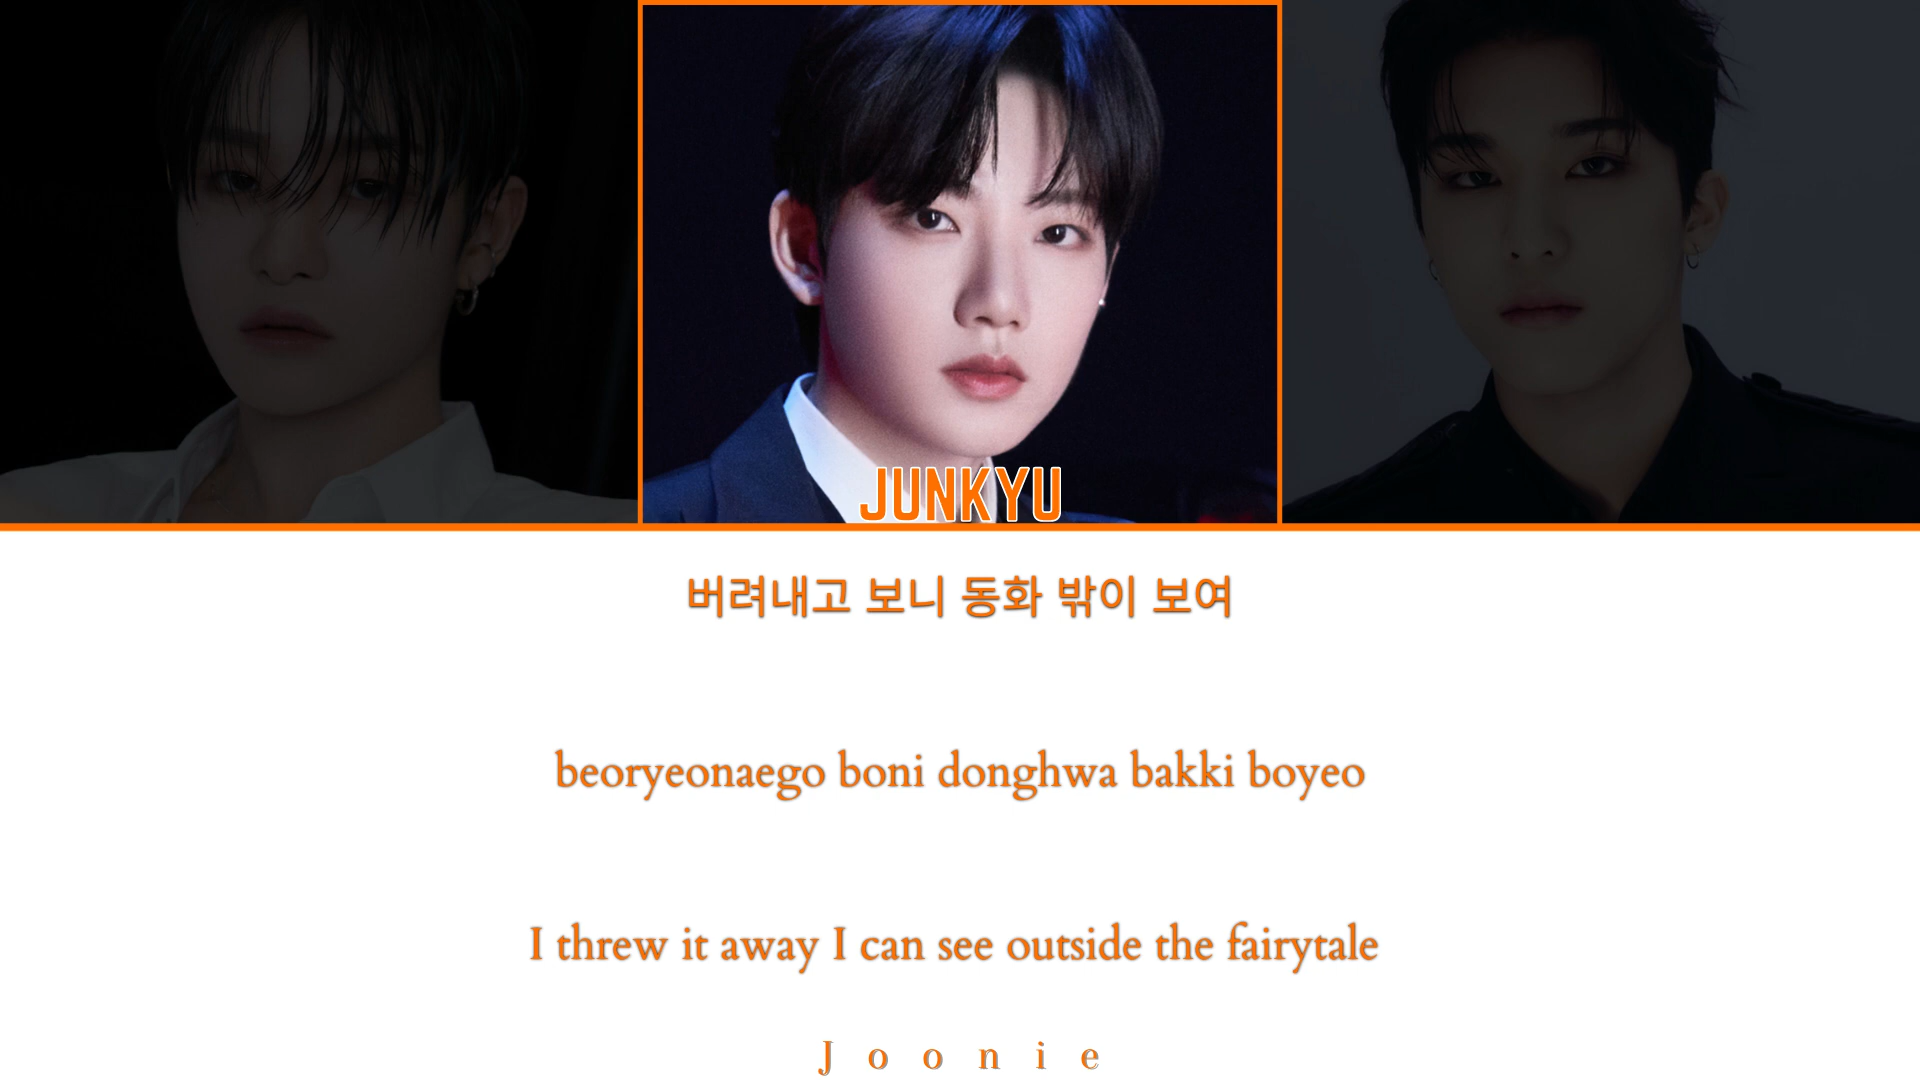 JUNKYU
버려내고 보니 동화 밖이 보여
beoryeonaego boni donghwa bakki boyeo
I threw it away I can see outside the fairytale
Joonie